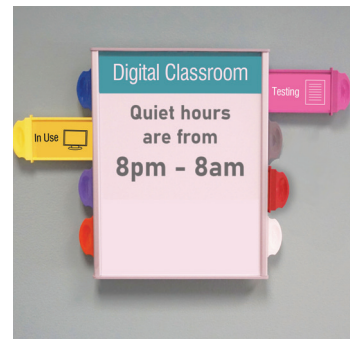 Digital Classroom
Testing
Quiet hours
are from
In Use
8pm - 8am